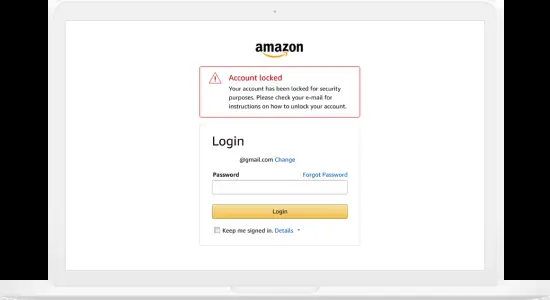 amazon
Account locked
Your account has been locked for security
purposes. Please check your e-mail for
instructions on how to unlock your account.
Login
@gmail.com Change
Password Forgot Password
Login
Keep me signed in. Details